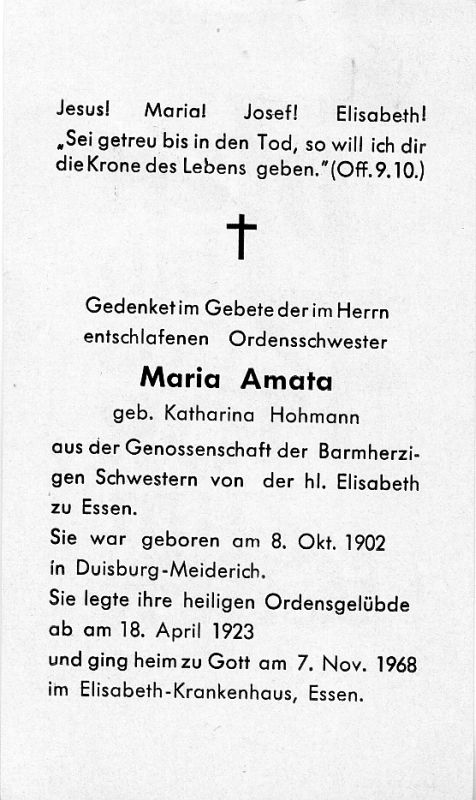 Jesus! Maria! Josef! Elisabeth!
„Sei getreu bis in den Tod, so will ich dir
die Krone des Lebens geben." (Off. 9.10.)
Gedenket im Gebete der im Herrn
entschlafenen Ordensschwester
Maria Amata
geb. Katharina Hohmann
aus der Genossenschaft der Barmherzi-
gen Schwestern von der hl. Elisabeth
zu Essen.
Sie war geboren am 8. Okt. 1902
in Duisburg-Meiderich.
Sie legte ihre heiligen Ordensgelübde
ab am 18. April 1923
und ging heim zu Gott am 7. Nov. 1968
im Elisabeth-Krankenhaus, Essen.